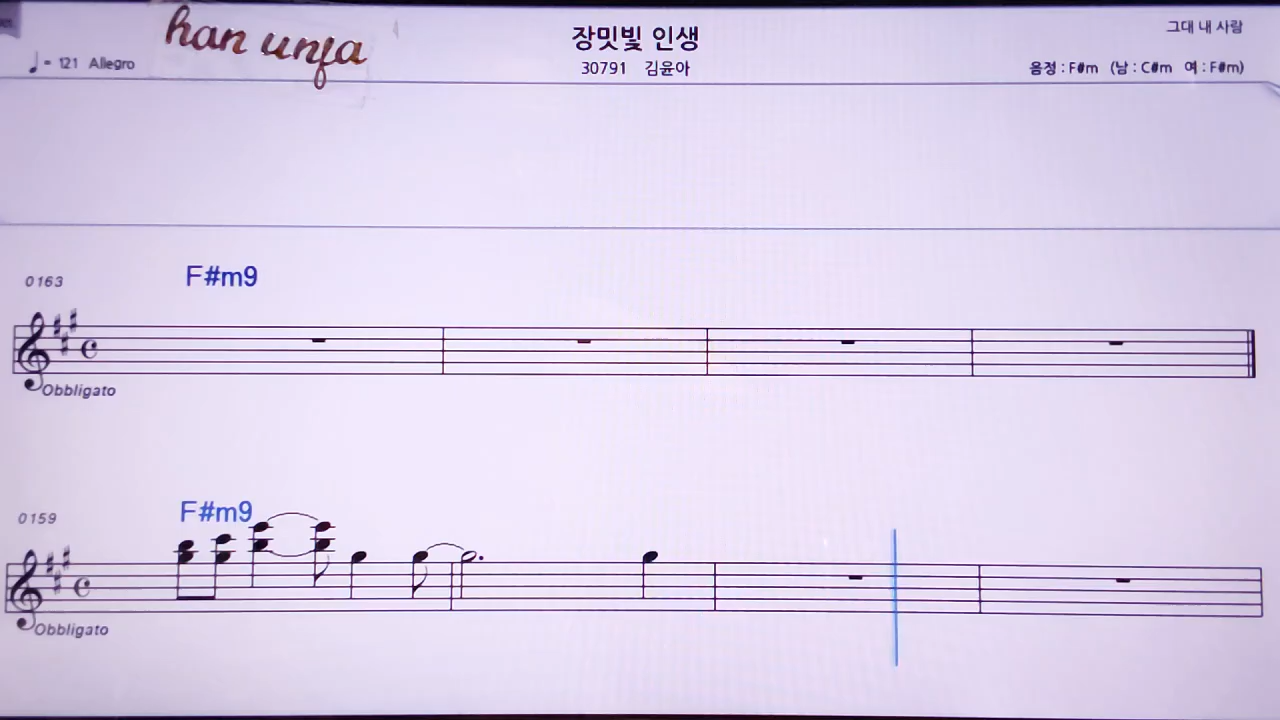 han unja
장밋빛 인생
그대 내 사람
♩= 121 Allegro
30791 김윤아
음정 : F#m (남 : C#m 여 : F#m)
0163
F#m9
Obbligato
0159
F#m9
Obbligato